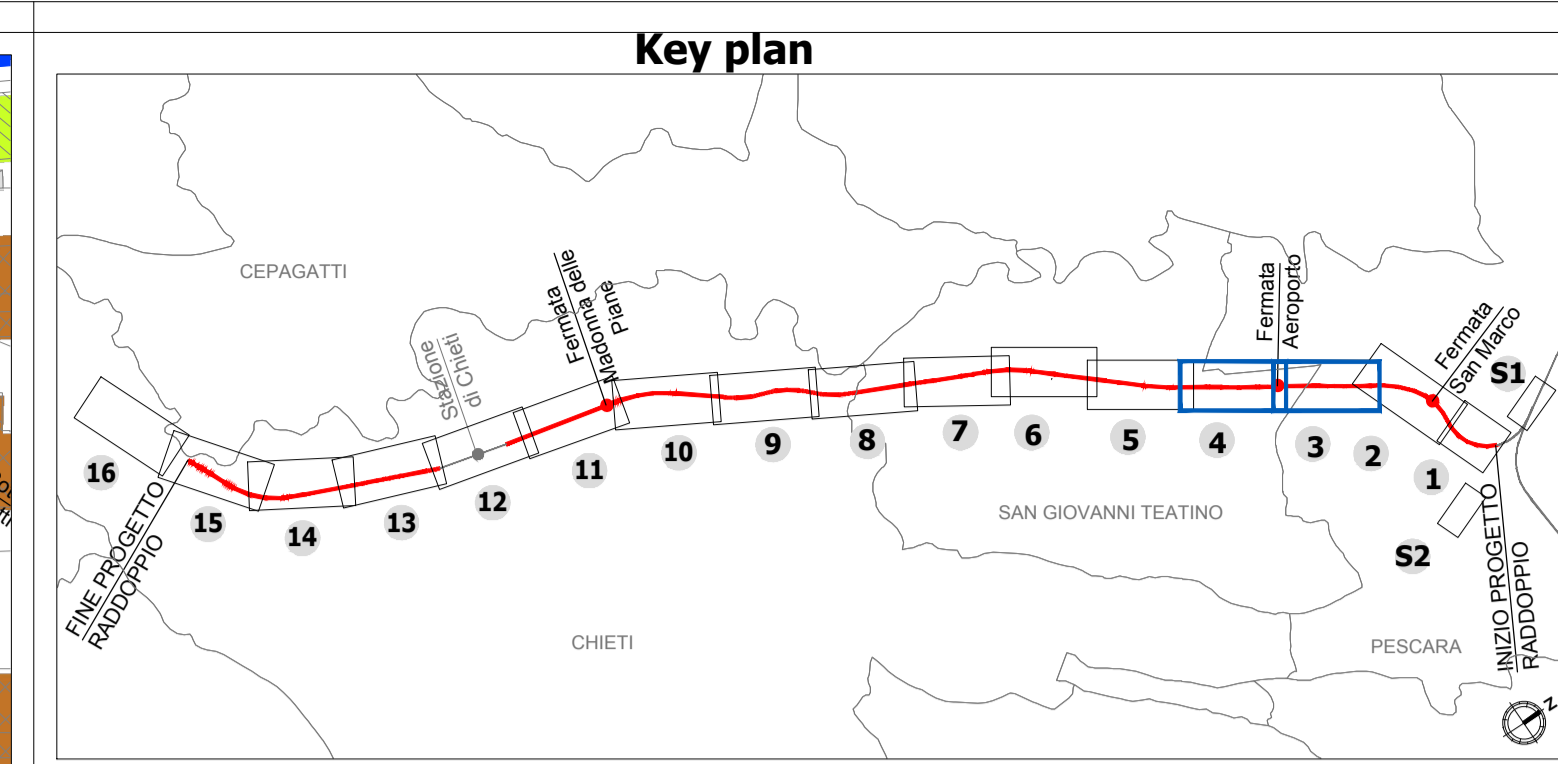 Key plan
CEPAGATTI
Fermata
Madonna delle
Piane
Stazione
di Chieti
Fermata
Aeroporto
Fermata
San Marco
S1
16
15
14
13
12
11
10
9
8
7
6
5
4
3
2
1
S2
SAN GIOVANNI TEATINO
FINE PROGETTO
RADDOPPIO
CHIETI
PESCARA
INIZIO PROGETTO
RADDOPPIO
N